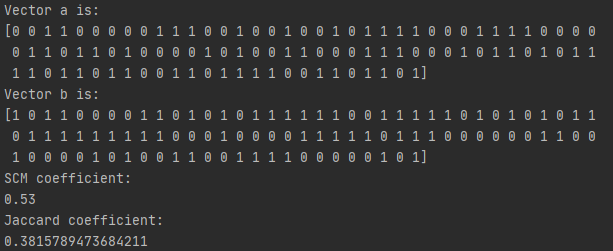 Vector a is:
[0 0 1 1 0 0 0 0 0 1 1 1 0 0 1 0 0 1 0 0 1 0 1 1 1 1 0 0 0 1 1 1 1 0 0 0 0
0 1 1 0 1 1 0 1 0 0 0 0 1 0 1 0 0 1 1 0 0 0 1 1 1 0 0 0 1 0 1 1 0 1 0 1 1
1 1 0 1 1 0 1 1 0 0 1 1 0 1 1 1 1 0 0 1 1 0 1 1 0 1]
Vector b is:
[1 0 1 1 0 0 0 0 1 1 0 1 0 1 1 1 1 1 1 1 0 0 1 1 1 1 1 0 1 0 1 0 1 0 1 1
0 1 1 1 1 1 1 1 1 1 0 0 0 1 0 0 0 0 1 1 1 1 1 0 1 1 1 0 0 0 0 0 0 1 1 0 0
1 0 0 0 0 1 0 1 0 0 1 1 0 0 1 1 1 1 0 0 0 0 0 1 0 1]
SCM coefficient:
0.53
Jaccard coefficient:
0.3815789473684211